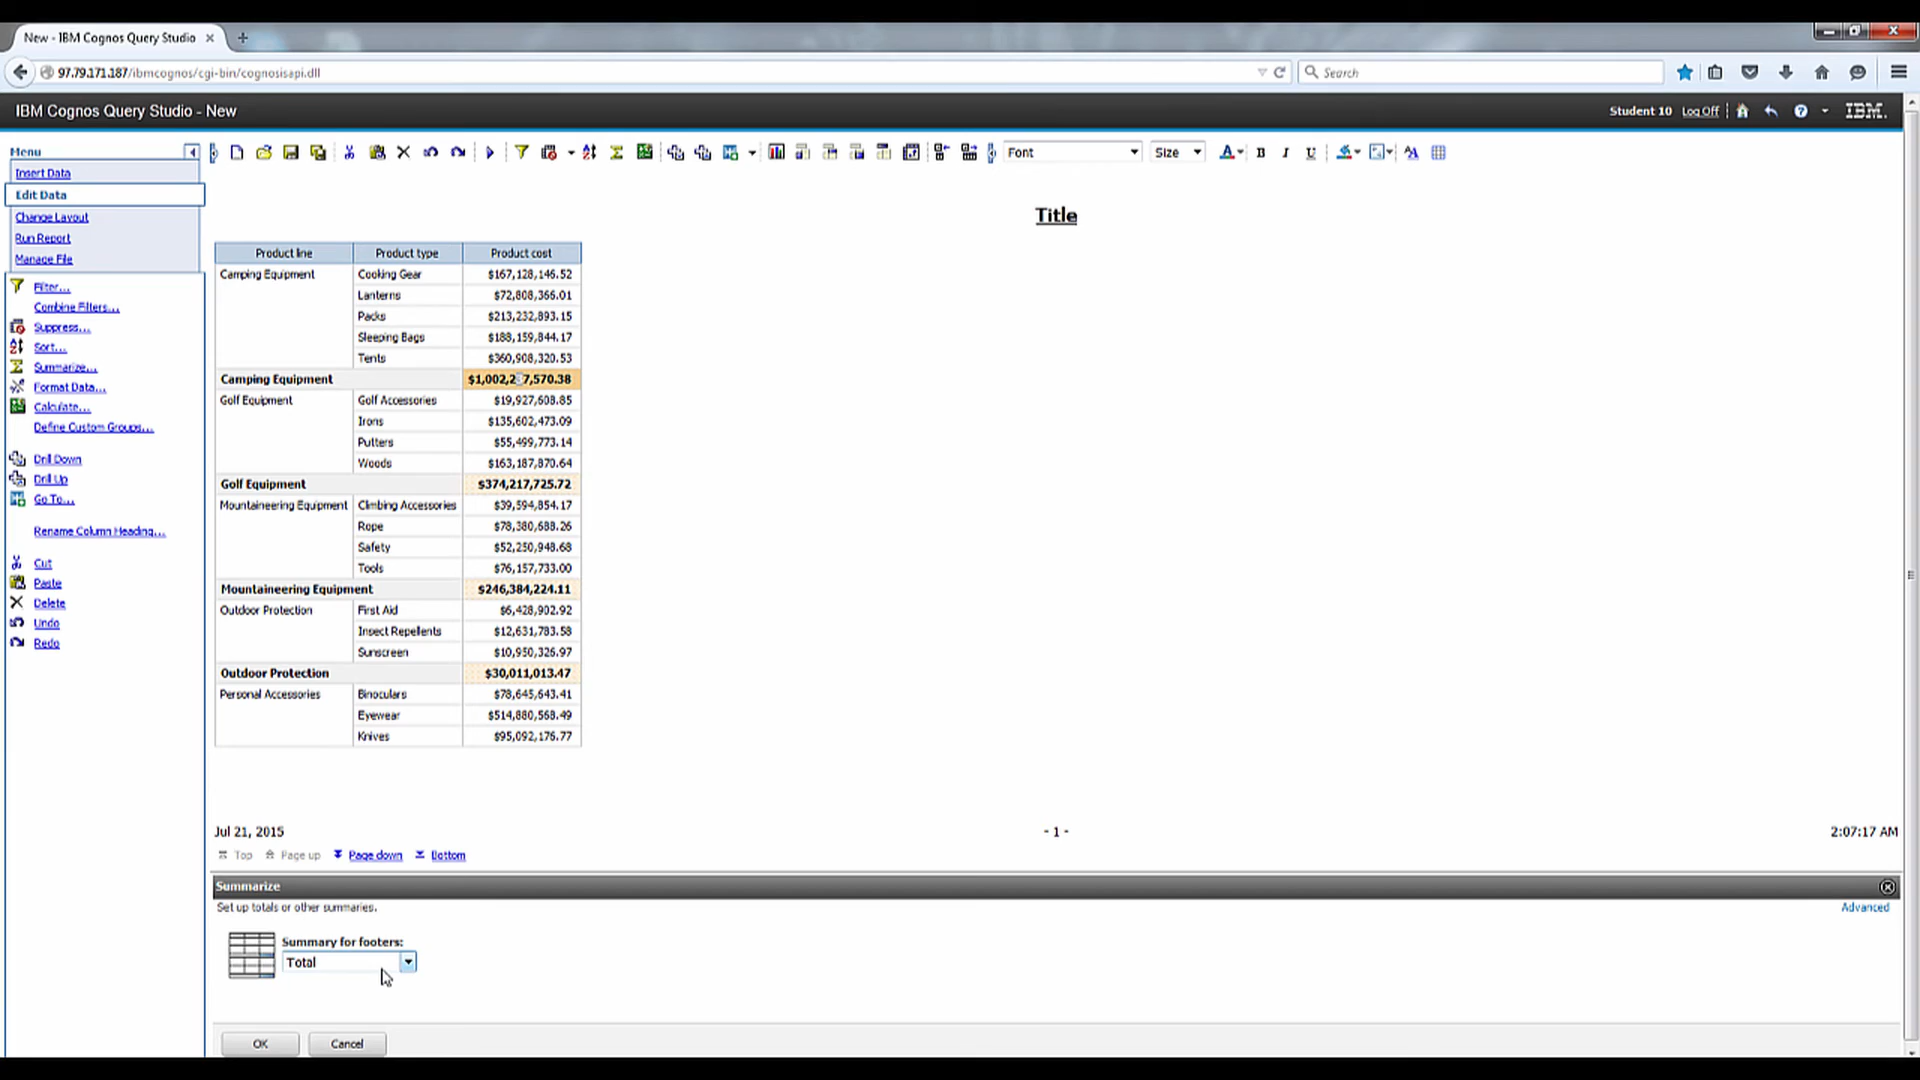 New - IBM Cognos Query Studio
97.79.171.187/ibmcognos/cgi-bin/cognosisapi.dll
Search
IBM Cognos Query Studio - New
Student 10 Log Off IBM
Menu
Insert Data
Edit Data
Change Layout
Run Report
Manage File
Filter...
Combine Filters...
Suppress...
Sort...
Summarize...
Format Data...
Calculate...
Define Custom Groups...
Drill Down
Drill Up
Go To...
Rename Column Heading...
Cut
Paste
Delete
Undo
Redo
Font Size A B I U
Title
Product line Product type Product cost
Camping Equipment Cooking Gear $167,128,146.52
Lanterns $72,808,366.01
Packs $213,232,893.15
Sleeping Bags $188,159,844.17
Tents $360,908,320.53
Camping Equipment $1,002,237,570.38
Golf Equipment Golf Accessories $19,927,608.85
Irons $135,602,473.09
Putters $55,499,773.14
Woods $163,187,870.64
Golf Equipment $374,217,725.72
Mountaineering Equipment Climbing Accessories $39,594,854.17
Rope $78,380,688.26
Safety $52,250,948.68
Tools $76,157,733.00
Mountaineering Equipment $246,384,224.11
Outdoor Protection First Aid $6,428,902.92
Insect Repellents $12,631,783.58
Sunscreen $10,950,326.97
Outdoor Protection $30,011,013.47
Personal Accessories Binoculars $78,645,643.41
Eyewear $514,880,568.49
Knives $95,092,176.77
Jul 21, 2015 - 1 - 2:07:17 AM
Top Page up Page down Bottom
Summarize
Set up totals or other summaries.
Advanced
Summary for footers:
Total
OK Cancel